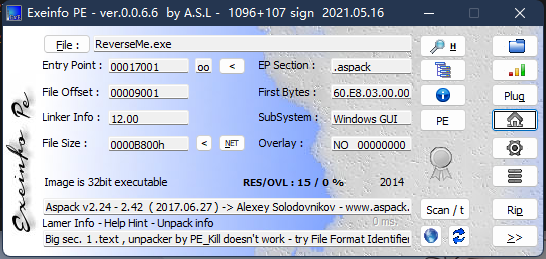 Exeinfo PE - ver.0.0.6.6 by A.S.L - 1096+107 sign 2021.05.16
Exeinfo Pe
File : ReverseMe.exe H
Entry Point : 00017001 oo < EP Section : .aspack
File Offset : 00009001 First Bytes : 60.E8.03.00.00 Plug
Linker Info : 12.00 SubSystem : Windows GUI PE
File Size : 0000B800h < NET Overlay : NO 00000000
Image is 32bit executable RES/OVL : 15 / 0 % 2014
Aspack v2.24 - 2.42 ( 2017.06.27 ) -> Alexey Solodovnikov - www.aspack. Scan / t Rip
Lamer Info - Help Hint - Unpack info 0 ms.
Big sec. 1 .text , unpacker by PE_Kill doesn't work - try File Format Identifier >>